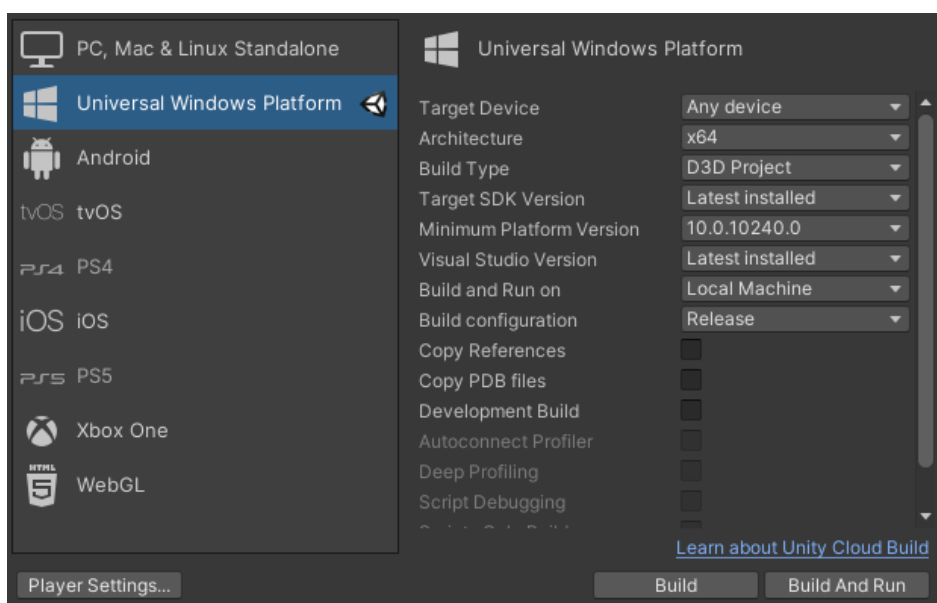 PC, Mac & Linux Standalone
Universal Windows Platform
Android
tvOS tvOS
PS4 PS4
iOS iOS
PS5 PS5
Xbox One
HTML
5 WebGL
Universal Windows Platform
Target Device Any device
Architecture x64
Build Type D3D Project
Target SDK Version Latest installed
Minimum Platform Version 10.0.10240.0
Visual Studio Version Latest installed
Build and Run on Local Machine
Build configuration Release
Copy References
Copy PDB files
Development Build
Autoconnect Profiler
Deep Profiling
Script Debugging
Learn about Unity Cloud Build
Player Settings... Build Build And Run